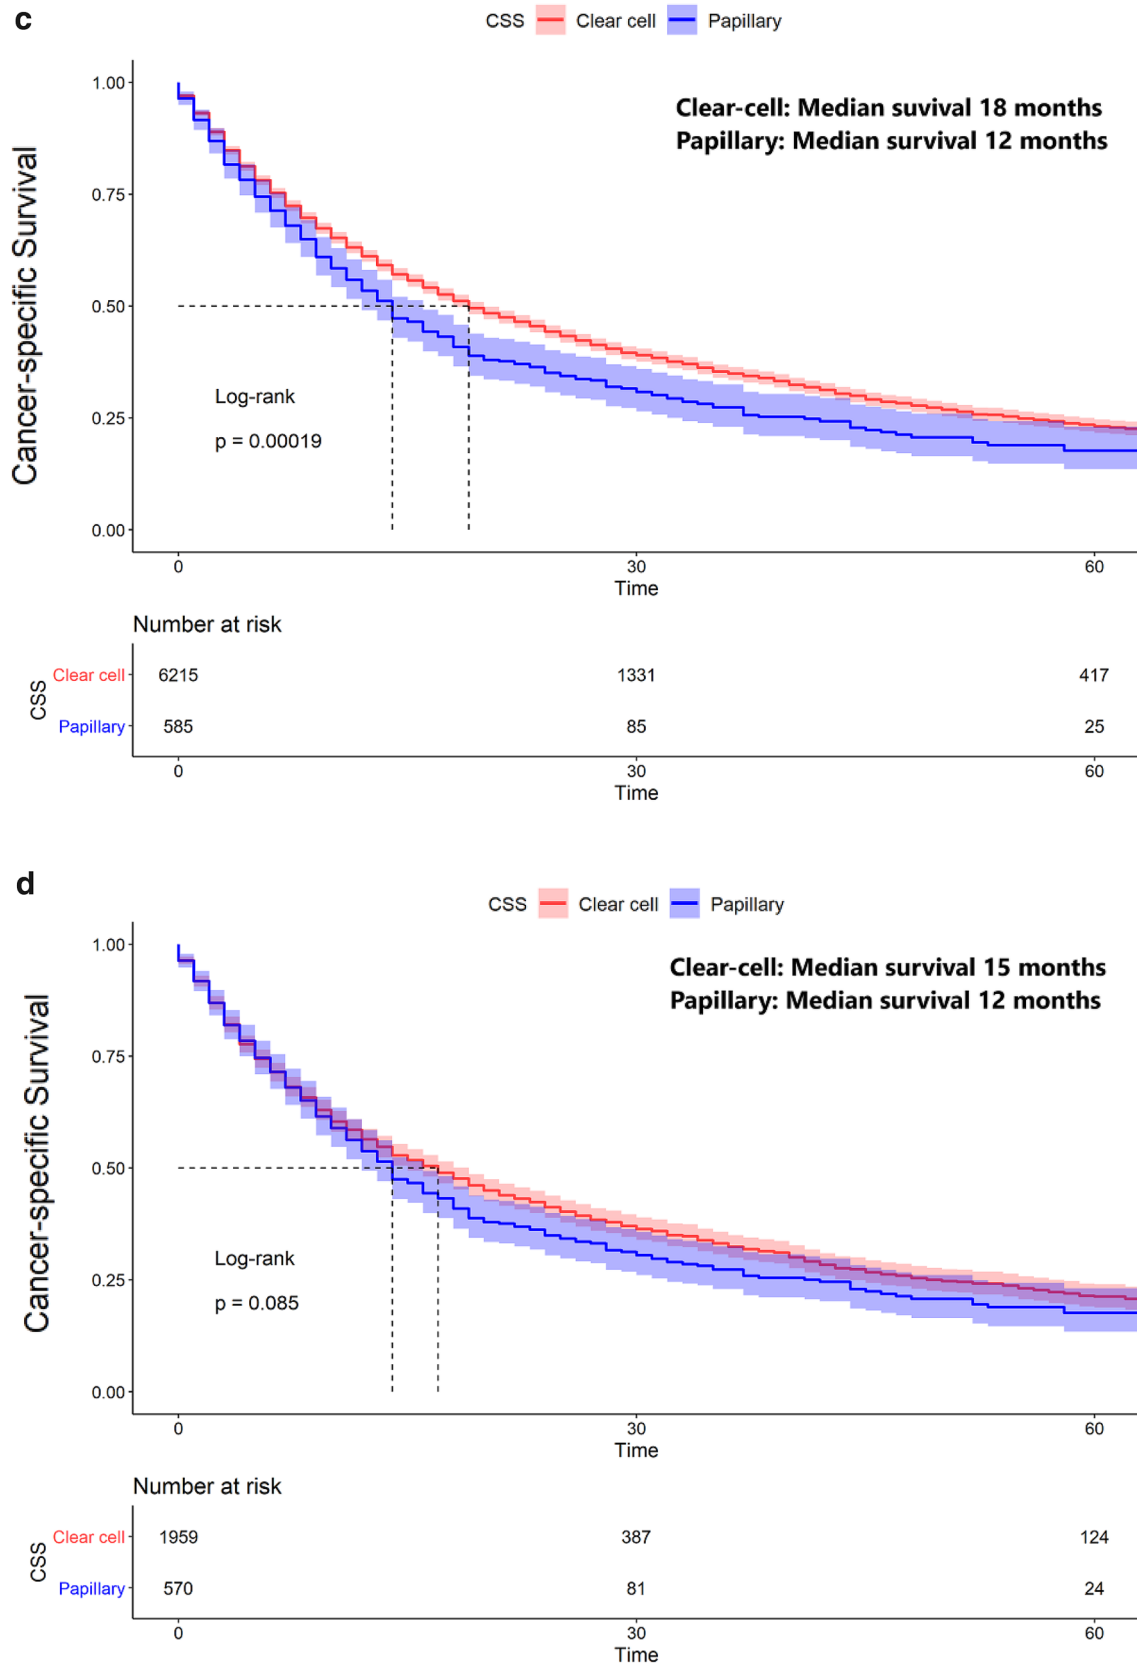 c
CSS Clear cell Papillary
Clear-cell: Median suvival 18 months
Papillary: Median survival 12 months
Cancer-specific Survival
1.00
0.75
0.50
0.25
0.00
Log-rank
p = 0.00019
0 30 60
Time
Number at risk
CSS
Clear cell 6215 1331 417
Papillary 585 85 25
0 30 60
Time
d
CSS Clear cell Papillary
Clear-cell: Median survival 15 months
Papillary: Median survival 12 months
Cancer-specific Survival
1.00
0.75
0.50
0.25
0.00
Log-rank
p = 0.085
0 30 60
Time
Number at risk
CSS
Clear cell 1959 387 124
Papillary 570 81 24
0 30 60
Time